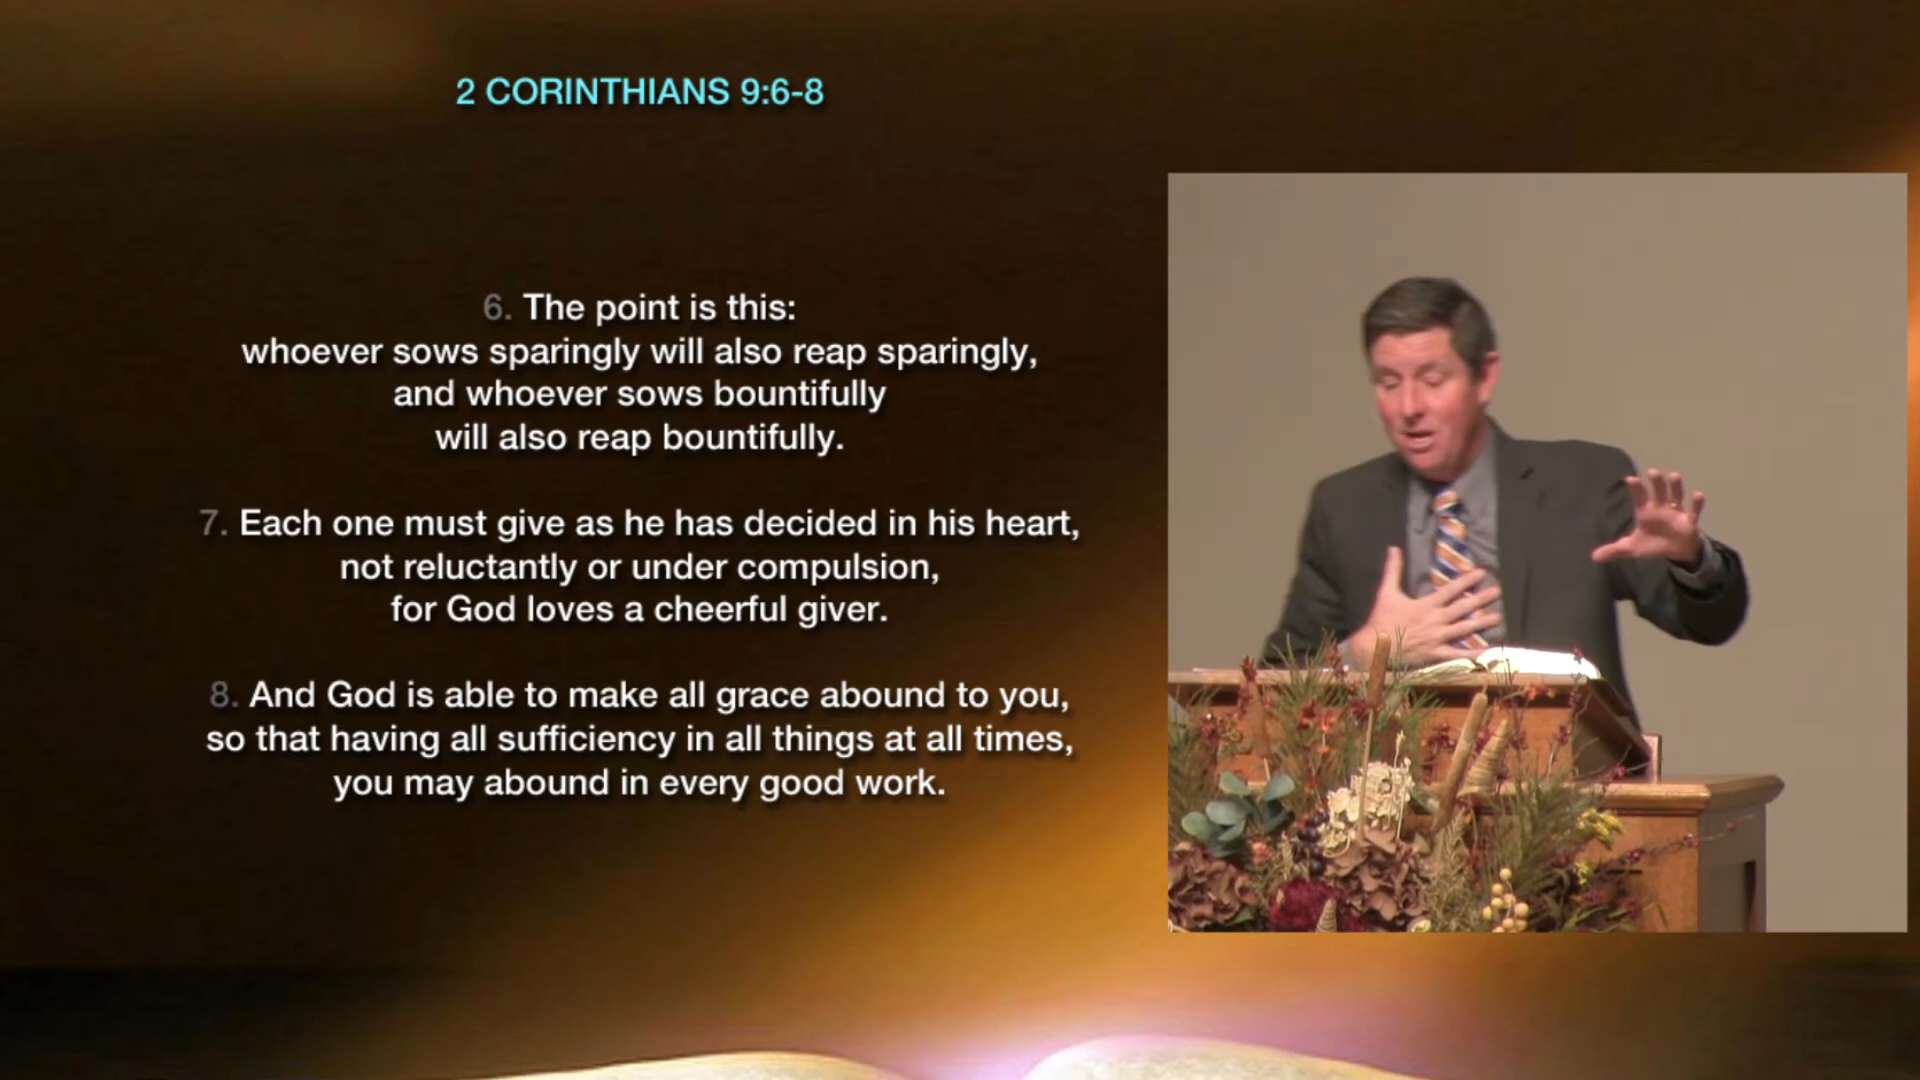 2 CORINTHIANS 9:6-8
6. The point is this:
whoever sows sparingly will also reap sparingly,
and whoever sows bountifully
will also reap bountifully.
7. Each one must give as he has decided in his heart,
not reluctantly or under compulsion,
for God loves a cheerful giver.
8. And God is able to make all grace abound to you,
so that having all sufficiency in all things at all times,
you may abound in every good work.